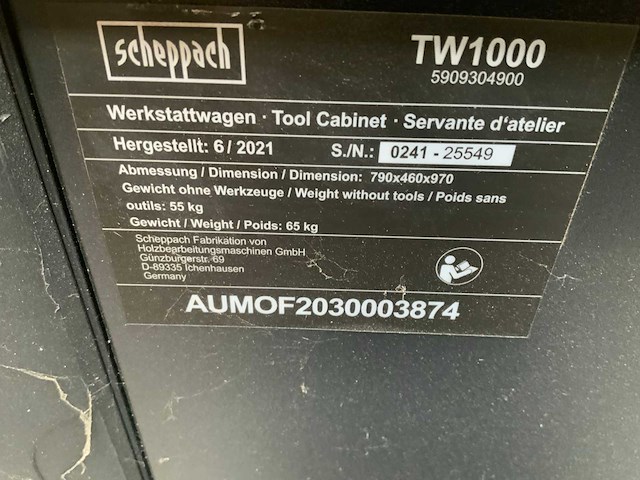 scheppach
TW1000
5909304900
Werkstattwagen · Tool Cabinet · Servante d'atelier
Hergestellt: 6 / 2021 S./N.: 0241 - 25549
Abmessung / Dimension / Dimension: 790x460x970
Gewicht ohne Werkzeuge / Weight without tools / Poids sans
outils: 55 kg
Gewicht / Weight / Poids: 65 kg
Scheppach Fabrikation von
Holzbearbeitungsmaschinen GmbH
Günzburgerstr. 69
D-89335 Ichenhausen
Germany
AUMOF2030003874